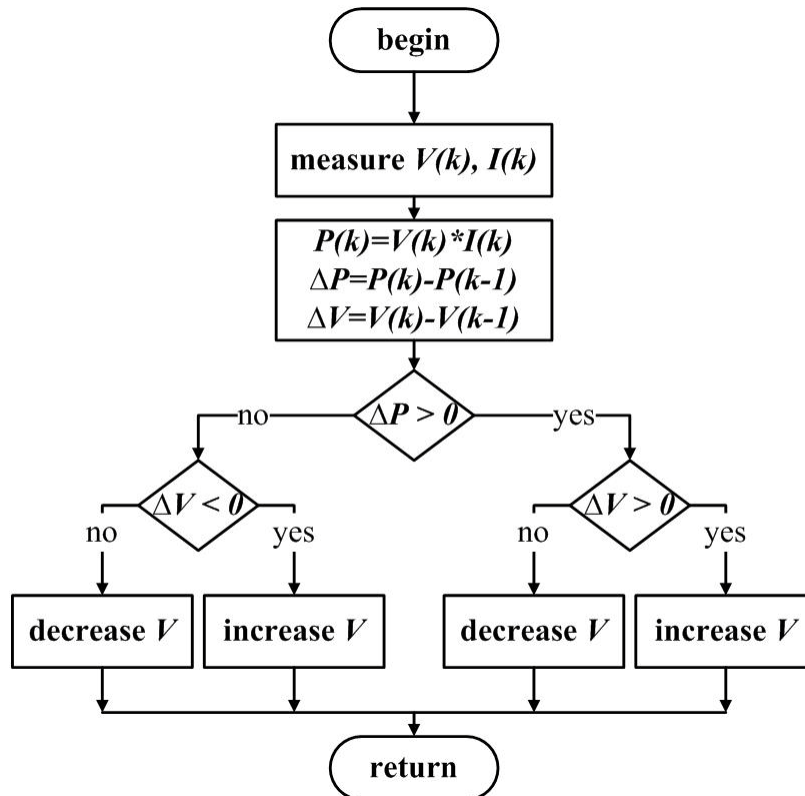 begin
measure V(k), I(k)
P(k)=V(k)*I(k)
ΔP=P(k)-P(k-1)
ΔV=V(k)-V(k-1)
ΔP > 0
no
yes
ΔV < 0
ΔV > 0
no
yes
no
yes
decrease V
increase V
decrease V
increase V
return